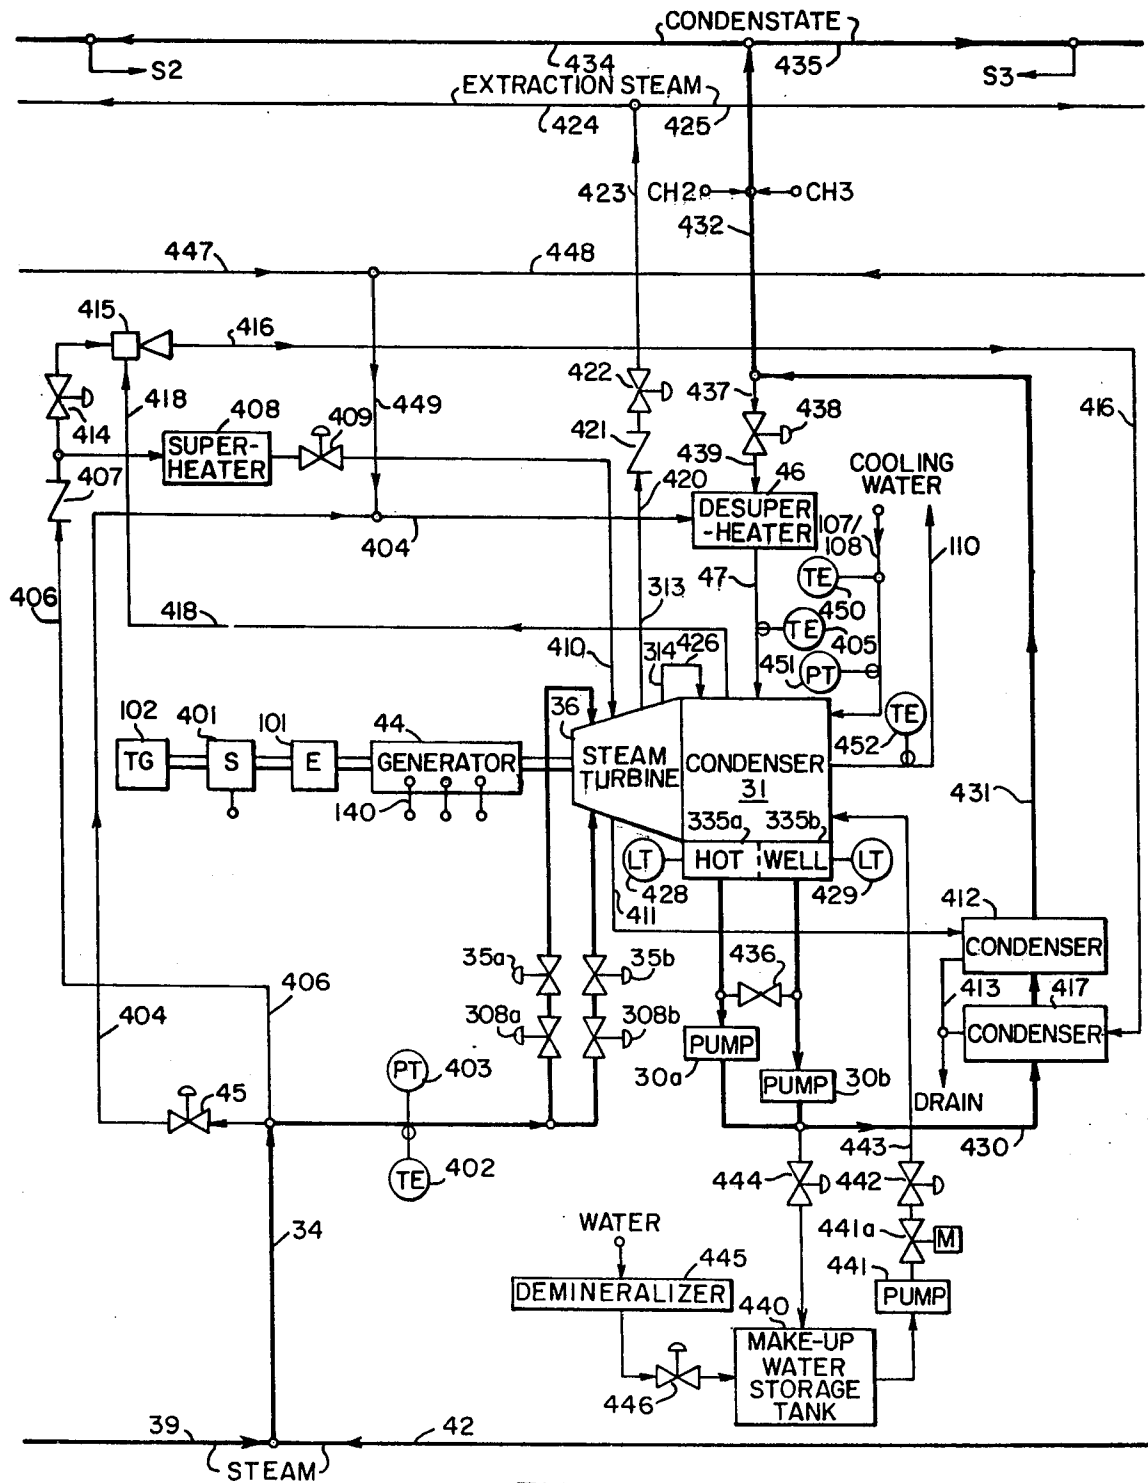 CONDENSTATE
434
435
S2
S3
EXTRACTION STEAM
424
425
423
CH2
CH3
432
447
448
415
416
422
437
438
416
418
449
414
408
409
421
439
SUPER-
HEATER
407
420
46
COOLING
WATER
DESUPER
-HEATER
404
107/
108
110
47
TE
450
406
313
418
TE
405
410
314
426
451
PT
431
102
401
101
44
36
TE
452
TG
S
E
GENERATOR
STEAM
TURBINE
CONDENSER
31
140
335a
335b
LT
HOT
WELL
LT
428
429
411
412
CONDENSER
436
35a
35b
413
417
406
404
308a
308b
CONDENSER
PUMP
PT
403
30a
PUMP
30b
DRAIN
45
443
430
TE
402
444
442
34
WATER
441a
M
445
441
DEMINERALIZER
PUMP
440
MAKE-UP
WATER
STORAGE
TANK
446
39
42
STEAM